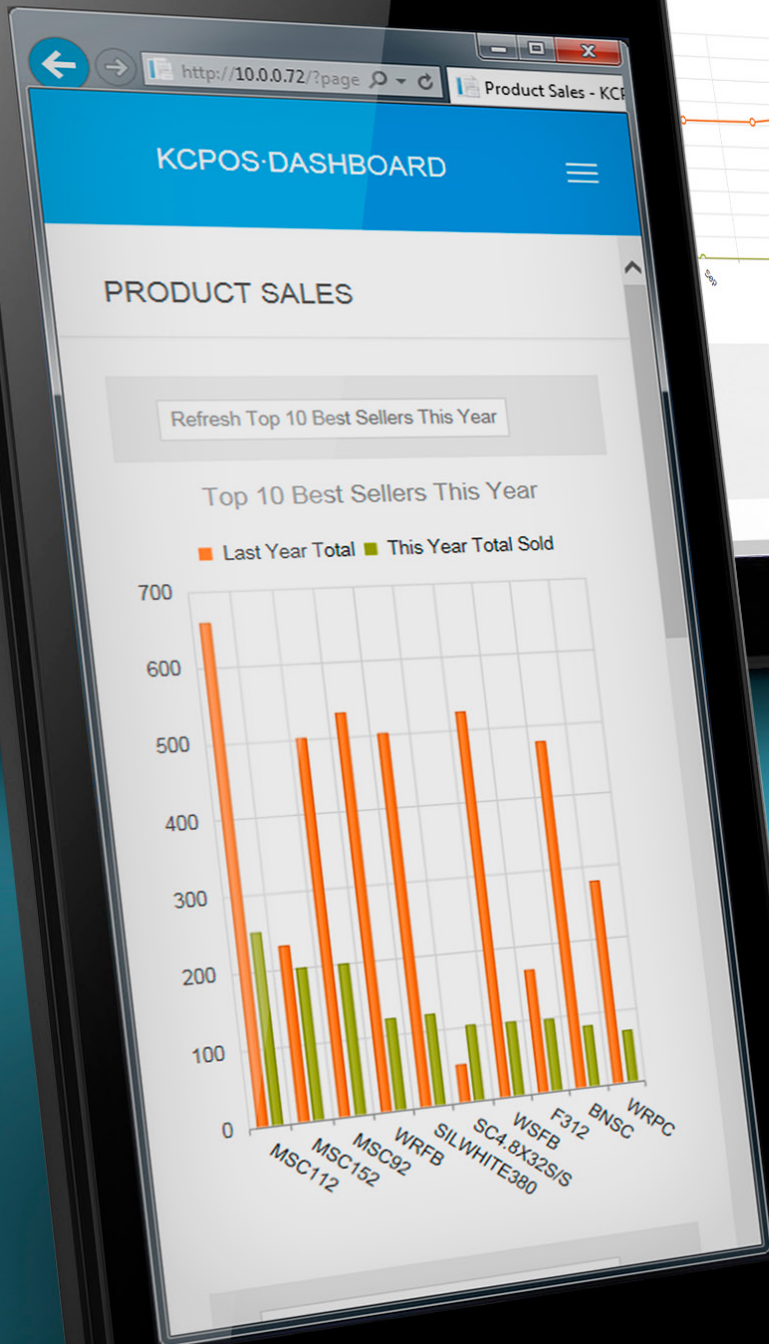 http://10.0.0.72/?page
Product Sales - KCP
KCPOS·DASHBOARD
PRODUCT SALES
Refresh Top 10 Best Sellers This Year
Top 10 Best Sellers This Year
Last Year Total This Year Total Sold
700
600
500
400
300
200
100
0
MSC112 MSC152 MSC92 WRFB SILWHITE380 SC4.8X32S/S WSFB F312 BNSC WRPC
Sep